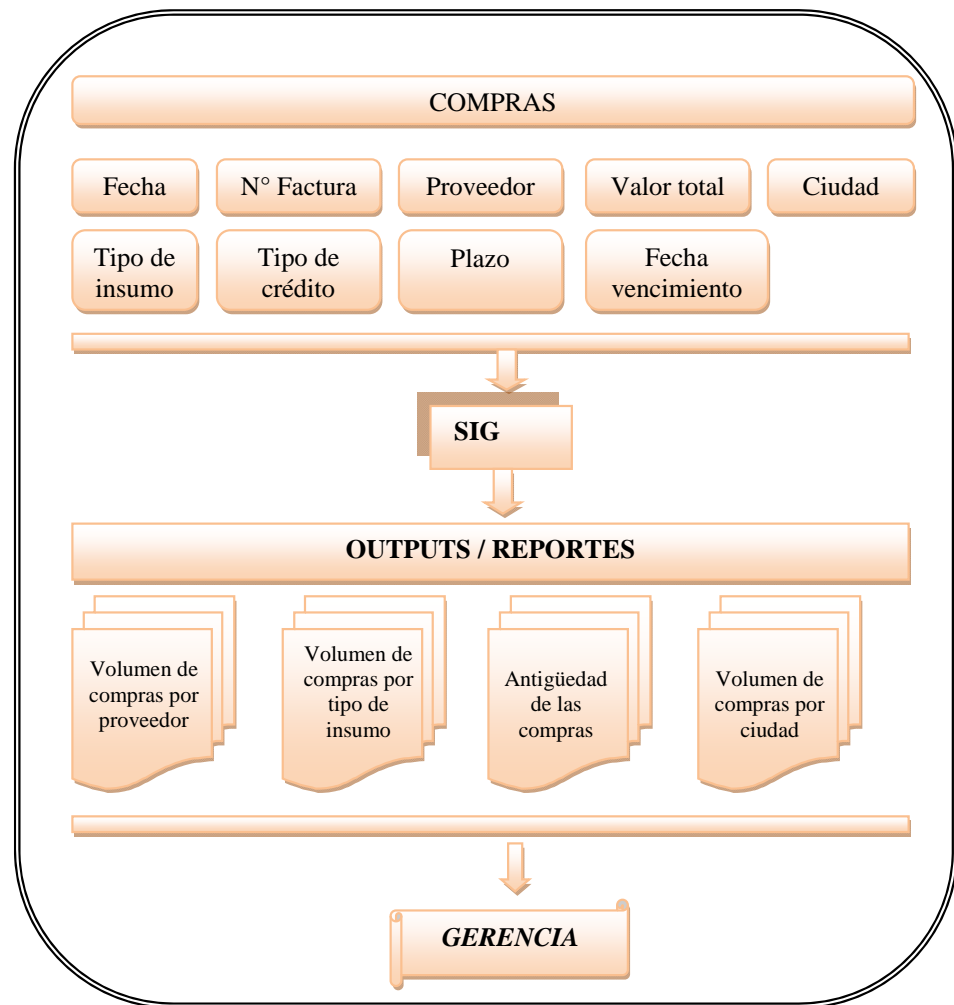 COMPRAS
Fecha
N° Factura
Proveedor
Valor total
Ciudad
Tipo de
insumo
Tipo de
crédito
Plazo
Fecha
vencimiento
SIG
OUTPUTS / REPORTES
Volumen de
compras por
proveedor
Volumen de
compras por
tipo de
insumo
Antigüedad
de las
compras
Volumen de
compras por
ciudad
GERENCIA